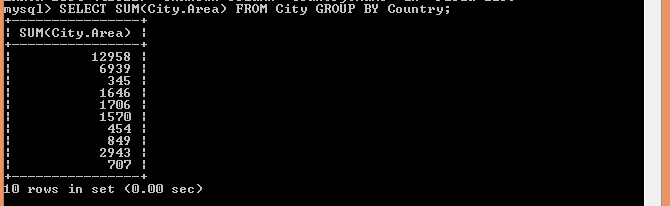 mysql> SELECT SUM(City.Area) FROM City GROUP BY Country;
+----------------+
| SUM(City.Area) |
+----------------+
| 12958 |
| 6939 |
| 345 |
| 1646 |
| 1706 |
| 1570 |
| 454 |
| 849 |
| 2943 |
| 707 |
+----------------+
10 rows in set (0.00 sec)